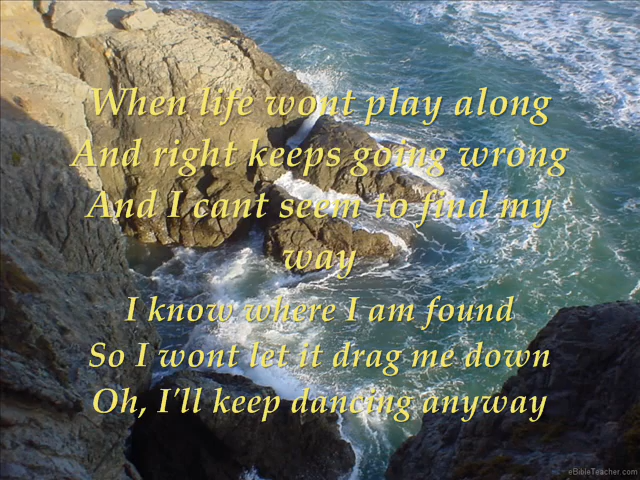 When life wont play along
And right keeps going wrong
And I cant seem to find my
way
I know where I am found
So I wont let it drag me down
Oh, I'll keep dancing anyway
eBibleTeacher.com